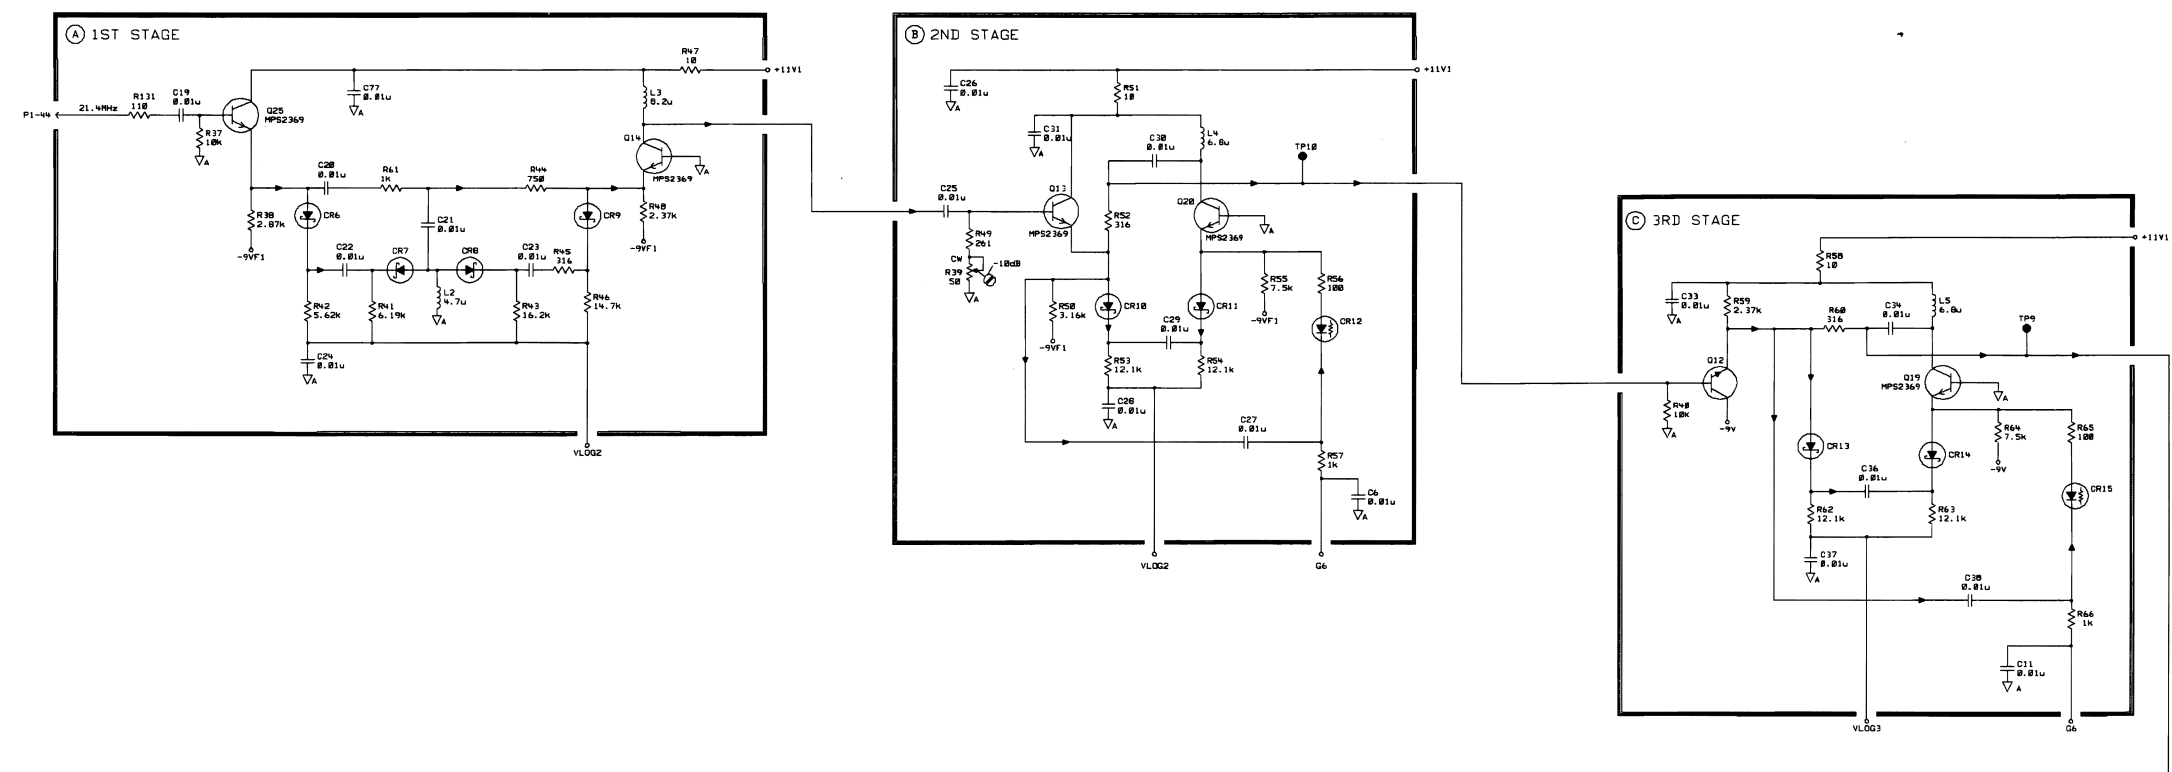 A 1ST STAGE
R47
10
+11V1
C77
0.01u
A
L3
8.2u
P1-44
21.4MHz
R131
110
C19
0.01u
Q25
MPS2369
R37
10k
A
Q14
MPS2369
A
C20
0.01u
R61
1k
R44
750
R38
2.87k
-9VF1
CR6
C21
0.01u
CR9
R48
2.37k
-9VF1
C22
0.01u
CR7
CR8
C23
0.01u
R45
316
L2
4.7u
A
R42
5.62k
R41
6.19k
R43
16.2k
R46
14.7k
C24
0.01u
A
VLOG2
B 2ND STAGE
+11V1
C26
0.01u
A
R51
10
C31
0.01u
A
C30
0.01u
L4
6.8u
TP10
C25
0.01u
Q13
MPS2369
R52
316
Q20
MPS2369
A
R49
261
CW
R39
50
-10dB
A
R50
3.16k
-9VF1
CR10
CR11
R55
7.5k
-9VF1
R56
100
CR12
C29
0.01u
R53
12.1k
R54
12.1k
C28
0.01u
A
C27
0.01u
R57
1k
C6
0.01u
A
VLOG2
G6
C 3RD STAGE
+11V1
R58
10
C33
0.01u
A
R59
2.37k
R60
316
C34
0.01u
L5
6.8u
TP9
Q12
-9V
R40
10k
A
Q19
MPS2369
A
CR13
CR14
R64
7.5k
-9V
R65
100
C36
0.01u
CR15
R62
12.1k
R63
12.1k
C37
0.01u
A
C38
0.01u
R66
1k
C11
0.01u
A
VLOG3
G6